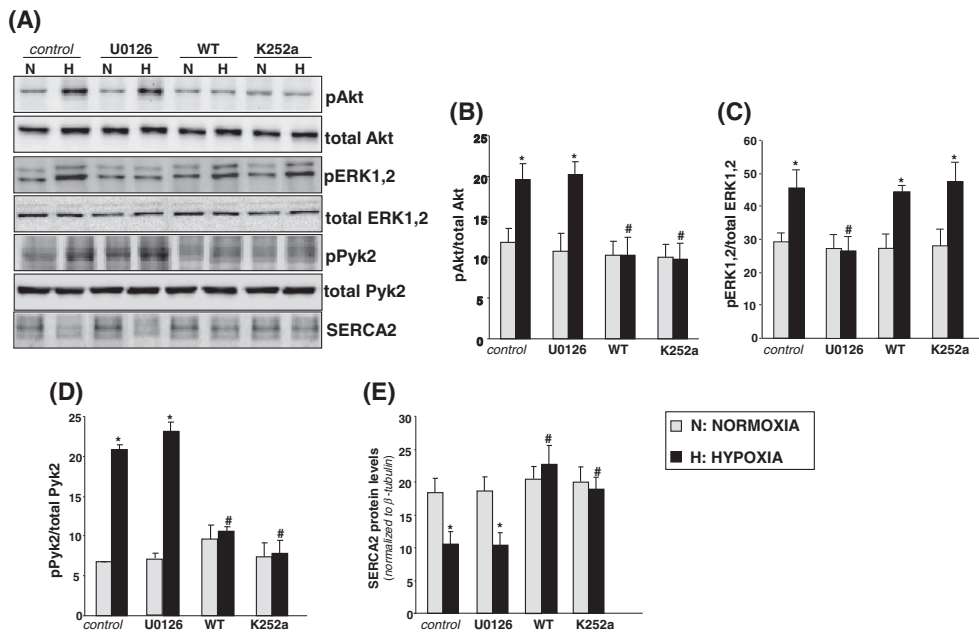 (A)
control U0126 WT K252a
N H N H N H N H
pAkt
total Akt
pERK1,2
total ERK1,2
pPyk2
total Pyk2
SERCA2
(B)
pAkt/total Akt
25
20
15
10
5
0
* * # #
control U0126 WT K252a
(C)
pERK1,2/total ERK1,2
60
50
40
30
20
10
0
* # * *
control U0126 WT K252a
(D)
pPyk2/total Pyk2
25
20
15
10
5
0
* * # #
control U0126 WT K252a
(E)
SERCA2 protein levels
(normalized to β-tubulin)
30
25
20
15
10
5
0
* * # #
control U0126 WT K252a
N: NORMOXIA
H: HYPOXIA